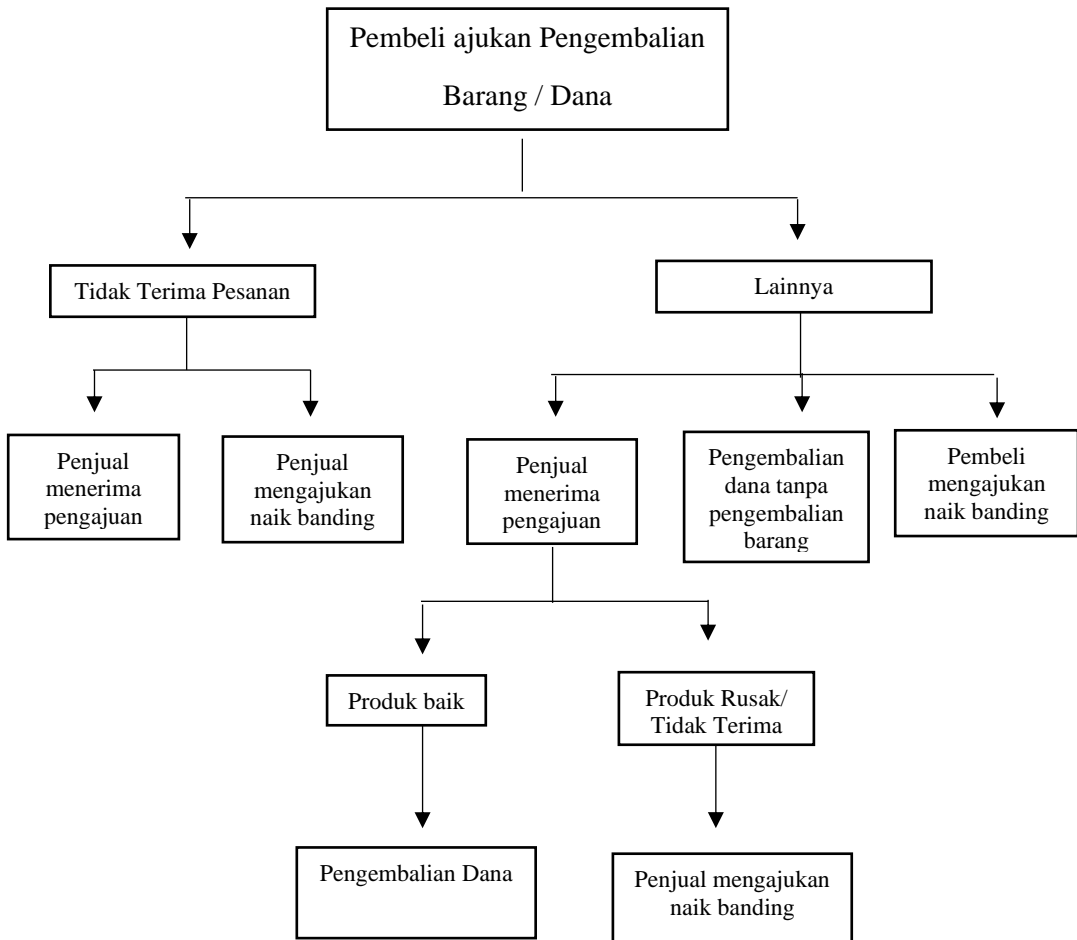 Pembeli ajukan Pengembalian
Barang / Dana
Tidak Terima Pesanan
Lainnya
Penjual
menerima
pengajuan
Penjual
mengajukan
naik banding
Penjual
menerima
pengajuan
Pengembalian
dana tanpa
pengembalian
barang
Pembeli
mengajukan
naik banding
Produk baik
Produk Rusak/
Tidak Terima
Pengembalian Dana
Penjual mengajukan
naik banding